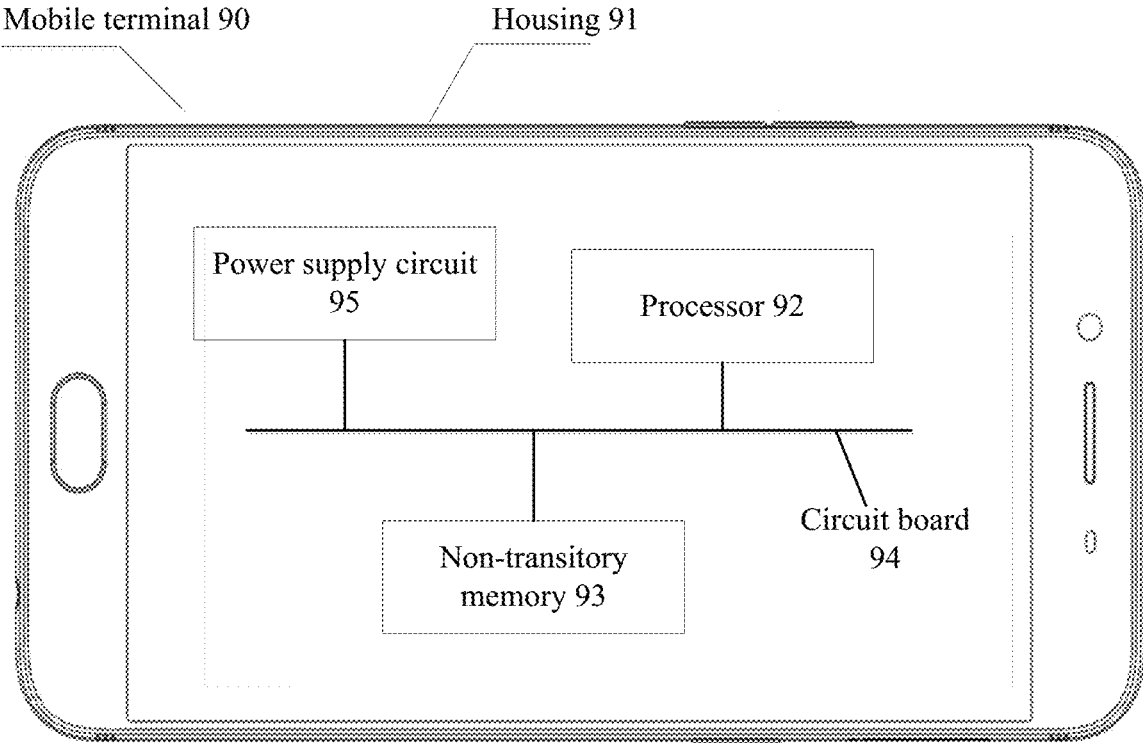 Mobile terminal 90
Housing 91
Power supply circuit
95
Processor 92
Non-transitory
memory 93
Circuit board
94